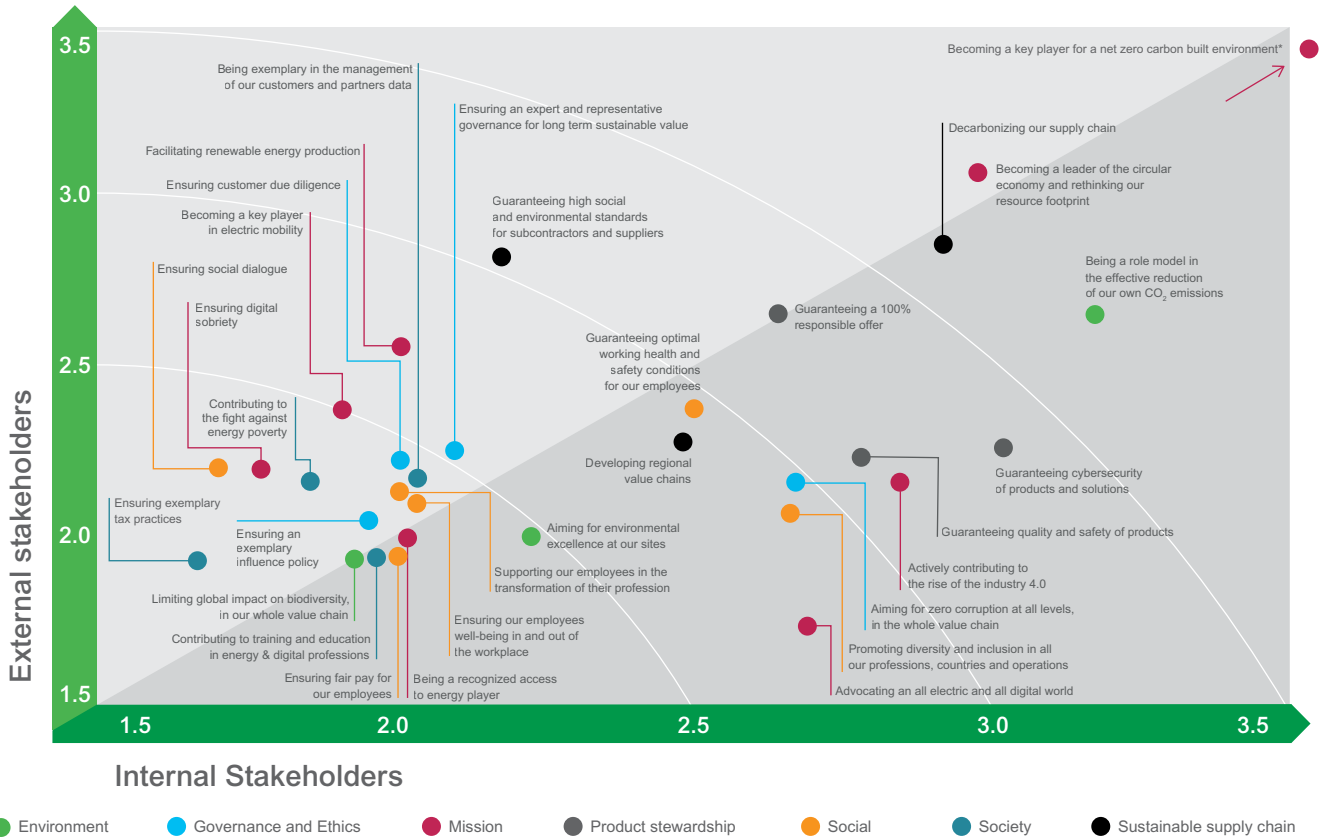 3.5
3.0
2.5
2.0
1.5
External stakeholders
Becoming a key player for a net zero carbon built environment*
Being exemplary in the management
of our customers and partners data
Ensuring an expert and representative
governance for long term sustainable value
Decarbonizing our supply chain
Facilitating renewable energy production
Becoming a leader of the circular
economy and rethinking our
resource footprint
Ensuring customer due diligence
Guaranteeing high social
and environmental standards
for subcontractors and suppliers
Becoming a key player
in electric mobility
Ensuring social dialogue
Being a role model in
the effective reduction
of our own CO2 emissions
Ensuring digital
sobriety
Guaranteeing a 100%
responsible offer
Guaranteeing optimal
working health and
safety conditions
for our employees
Contributing to
the fight against
energy poverty
Developing regional
value chains
Guaranteeing cybersecurity
of products and solutions
Ensuring exemplary
tax practices
Ensuring an
exemplary
influence policy
Aiming for environmental
excellence at our sites
Guaranteeing quality and safety of products
Supporting our employees in the
transformation of their profession
Actively contributing to
the rise of the industry 4.0
Limiting global impact on biodiversity,
in our whole value chain
Aiming for zero corruption at all levels,
in the whole value chain
Ensuring our employees
well-being in and out of
the workplace
Contributing to training and education
in energy & digital professions
Promoting diversity and inclusion in all
our professions, countries and operations
Ensuring fair pay for
our employees
Being a recognized access
to energy player
Advocating an all electric and all digital world
1.5
2.0
2.5
3.0
3.5
Internal Stakeholders
Environment
Governance and Ethics
Mission
Product stewardship
Social
Society
Sustainable supply chain